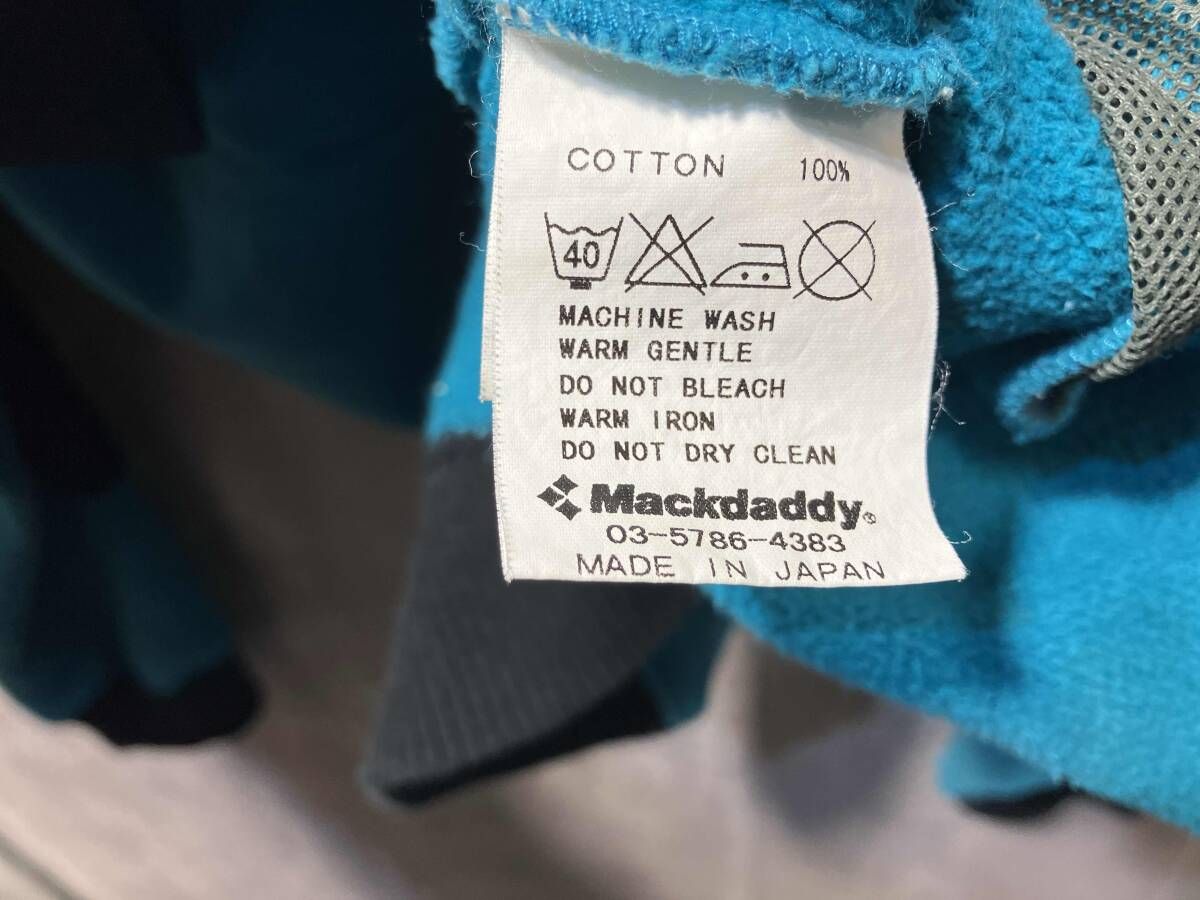 COTTON 100%
40
MACHINE WASH
WARM GENTLE
DO NOT BLEACH
WARM IRON
DO NOT DRY CLEAN
Mackdaddy®
03-5786-4383
MADE IN JAPAN